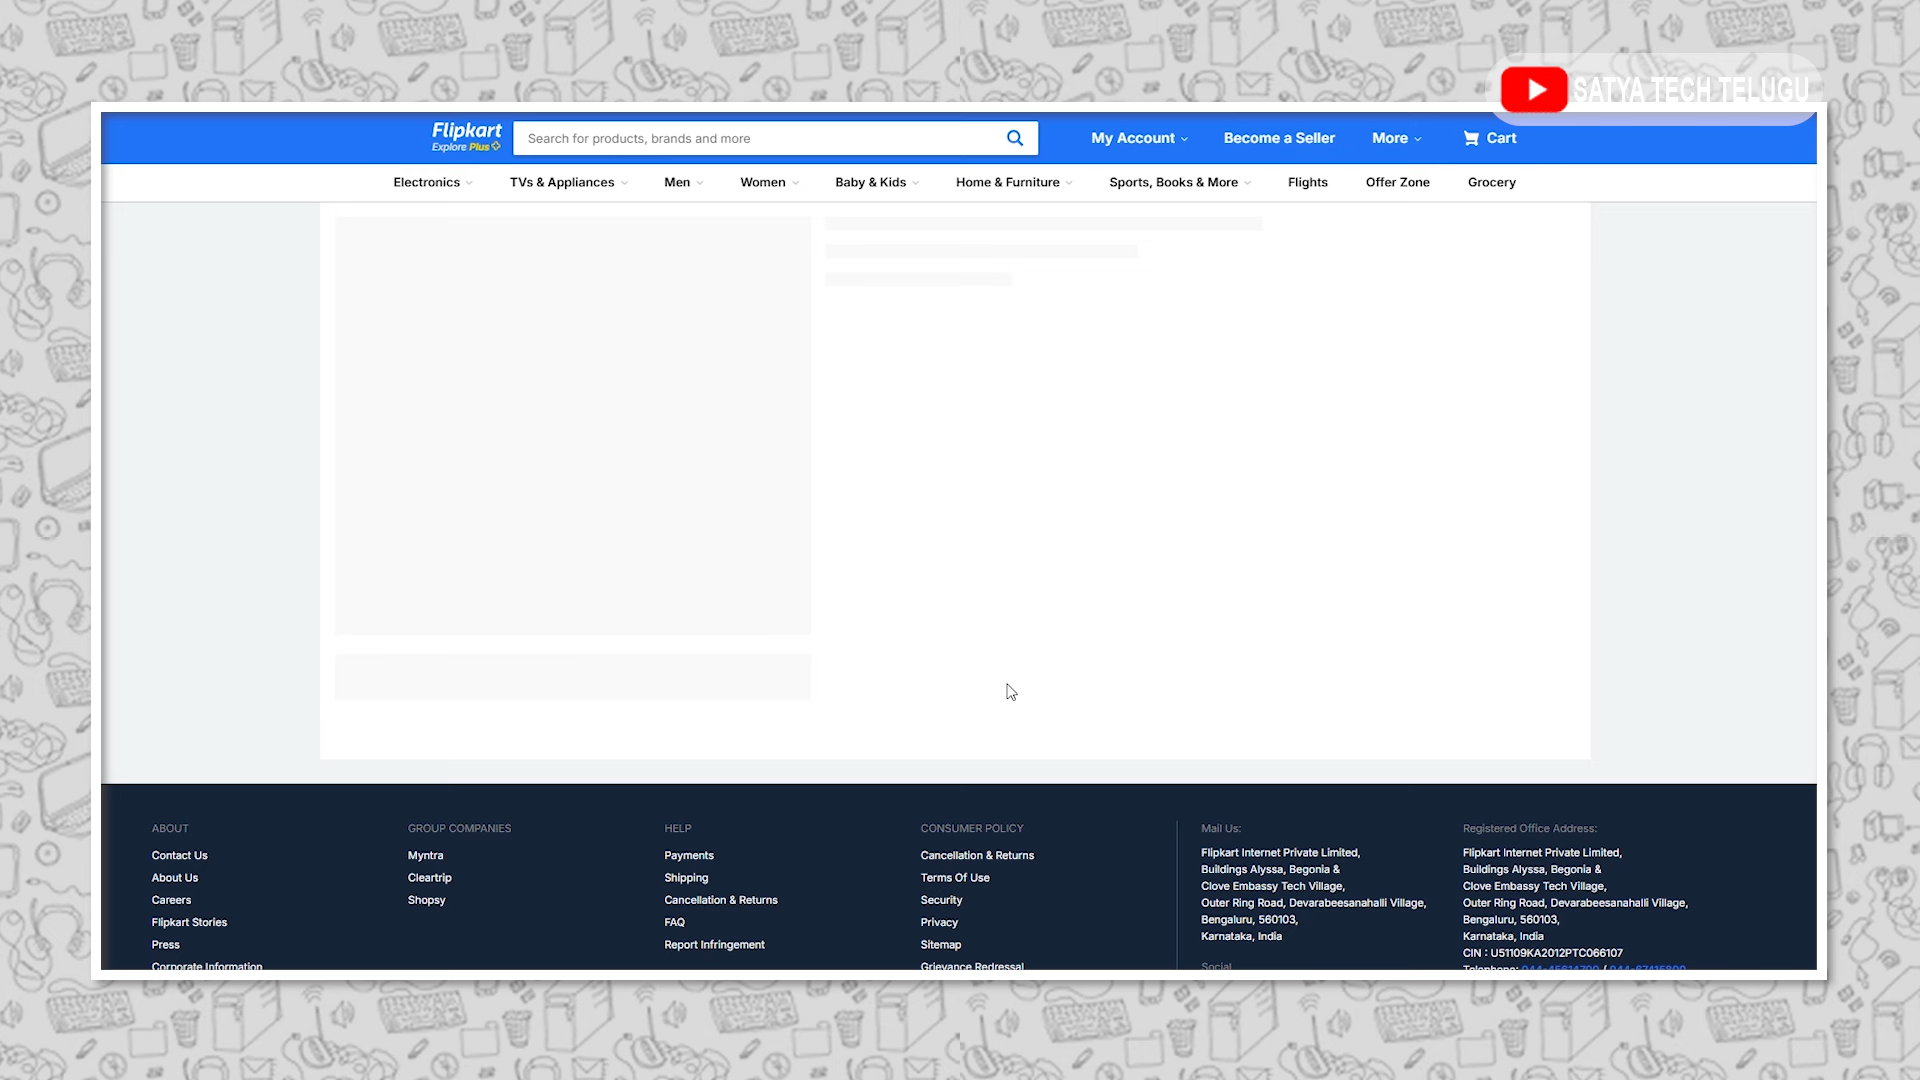 SATYA TECH TELUGU
Flipkart
Explore Plus
Search for products, brands and more
My Account
Become a Seller
More
Cart
Electronics
TVs & Appliances
Men
Women
Baby & Kids
Home & Furniture
Sports, Books & More
Flights
Offer Zone
Grocery
ABOUT
Contact Us
About Us
Careers
Flipkart Stories
Press
Corporate Information
GROUP COMPANIES
Myntra
Cleartrip
Shopsy
HELP
Payments
Shipping
Cancellation & Returns
FAQ
Report Infringement
CONSUMER POLICY
Cancellation & Returns
Terms Of Use
Security
Privacy
Sitemap
Grievance Redressal
Mail Us:
Flipkart Internet Private Limited,
Buildings Alyssa, Begonia &
Clove Embassy Tech Village,
Outer Ring Road, Devarabeesanahalli Village,
Bengaluru, 560103,
Karnataka, India
Social
Registered Office Address:
Flipkart Internet Private Limited,
Buildings Alyssa, Begonia &
Clove Embassy Tech Village,
Outer Ring Road, Devarabeesanahalli Village,
Bengaluru, 560103,
Karnataka, India
CIN : U51109KA2012PTC066107
Telephone: 044-45614700 / 044-67415800